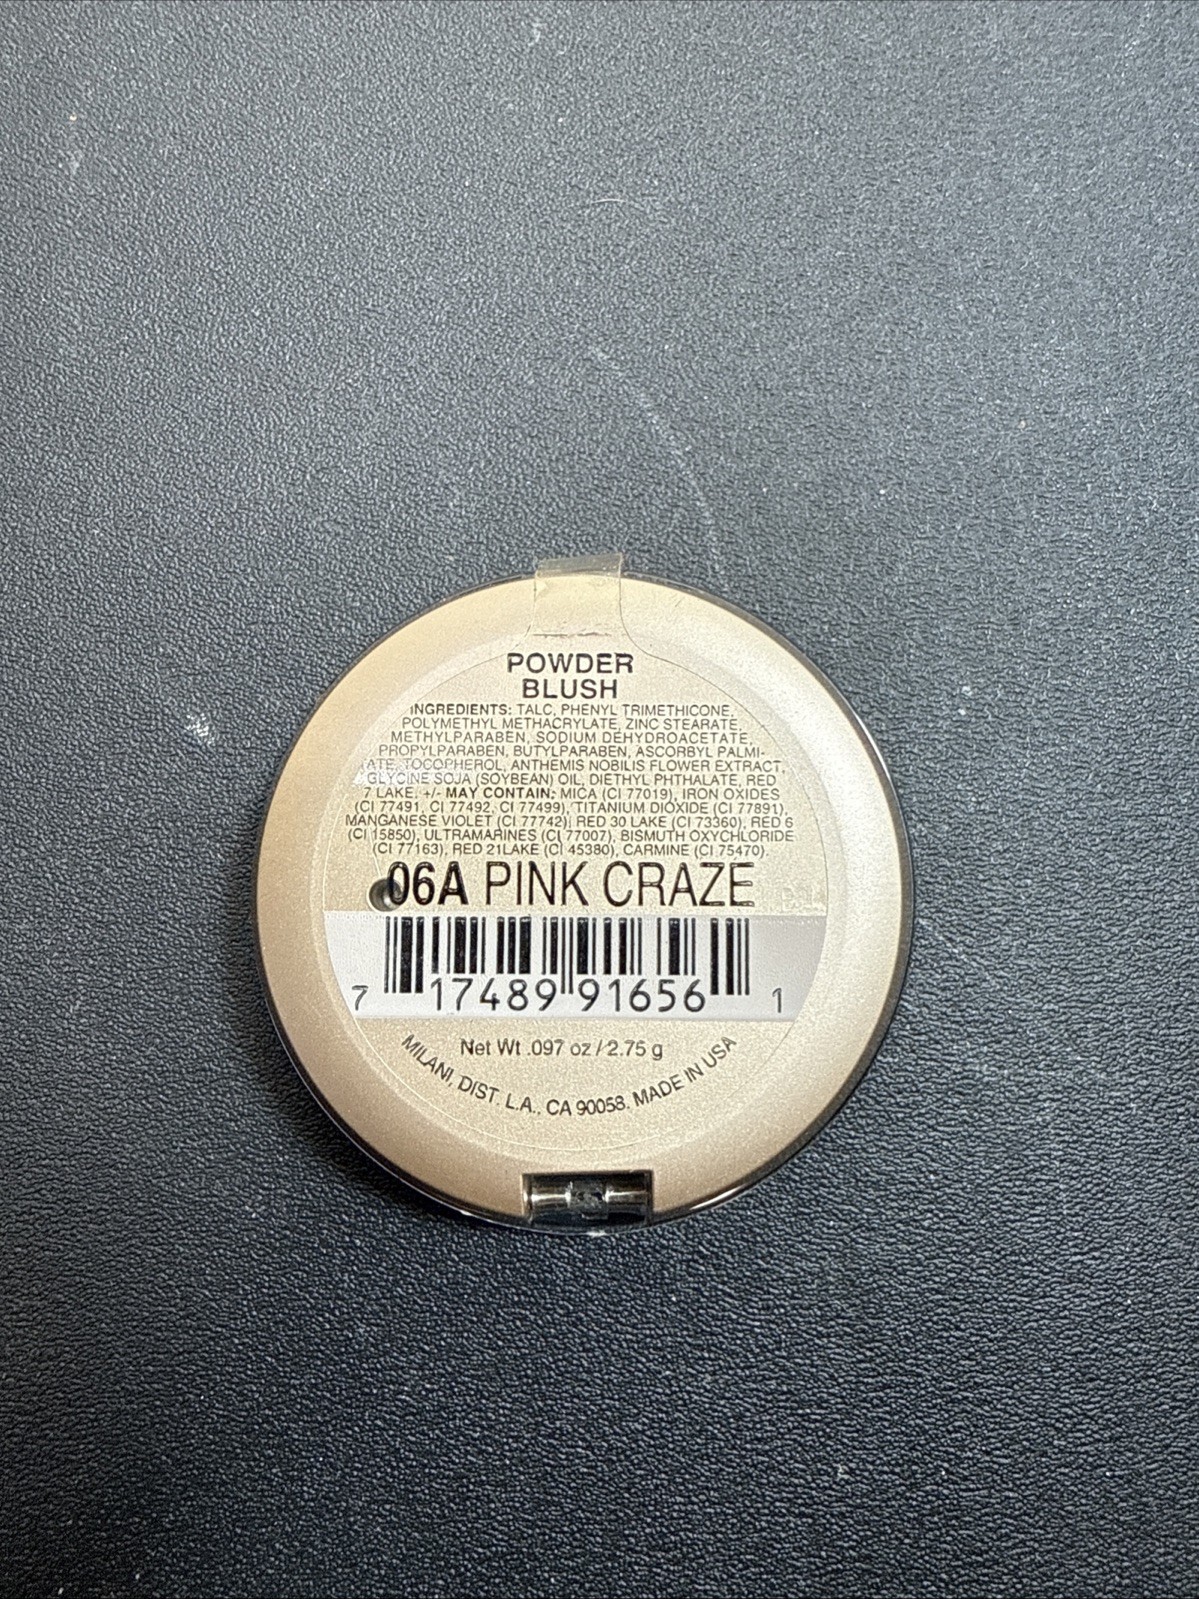 POWDER
BLUSH
INGREDIENTS: TALC, PHENYL TRIMETHICONE,
POLYMETHYL METHACRYLATE, ZINC STEARATE,
METHYLPARABEN, SODIUM DEHYDROACETATE,
PROPYLPARABEN, BUTYLPARABEN, ASCORBYL PALMI-
TATE, TOCOPHEROL, ANTHEMIS NOBILIS FLOWER EXTRACT,
GLYCINE SOJA (SOYBEAN) OIL, DIETHYL PHTHALATE, RED
7 LAKE. +/- MAY CONTAIN: MICA (CI 77019), IRON OXIDES
(CI 77491, CI 77492, CI 77499), TITANIUM DIOXIDE (CI 77891),
MANGANESE VIOLET (CI 77742), RED 30 LAKE (CI 73360), RED 6
(CI 15850), ULTRAMARINES (CI 77007), BISMUTH OXYCHLORIDE
(CI 77163), RED 21LAKE (CI 45380), CARMINE (CI 75470).
06A PINK CRAZE
7 17489 91656 1
Net Wt .097 oz / 2.75 g
MILANI, DIST. L.A., CA 90058. MADE IN USA